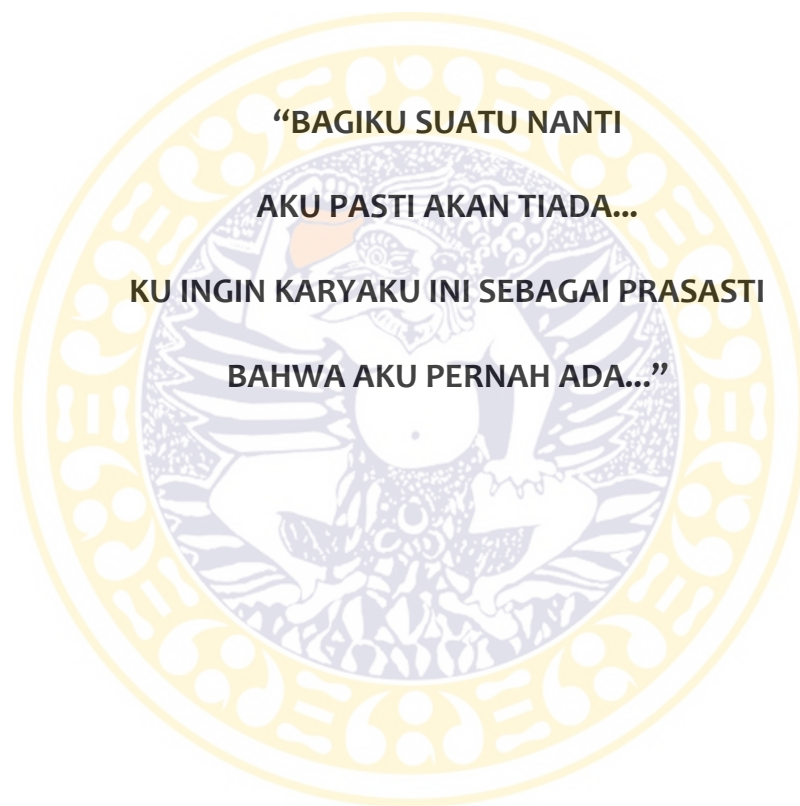 “BAGIKU SUATU NANTI
AKU PASTI AKAN TIADA...
KU INGIN KARYAKU INI SEBAGAI PRASASTI
BAHWA AKU PERNAH ADA...”